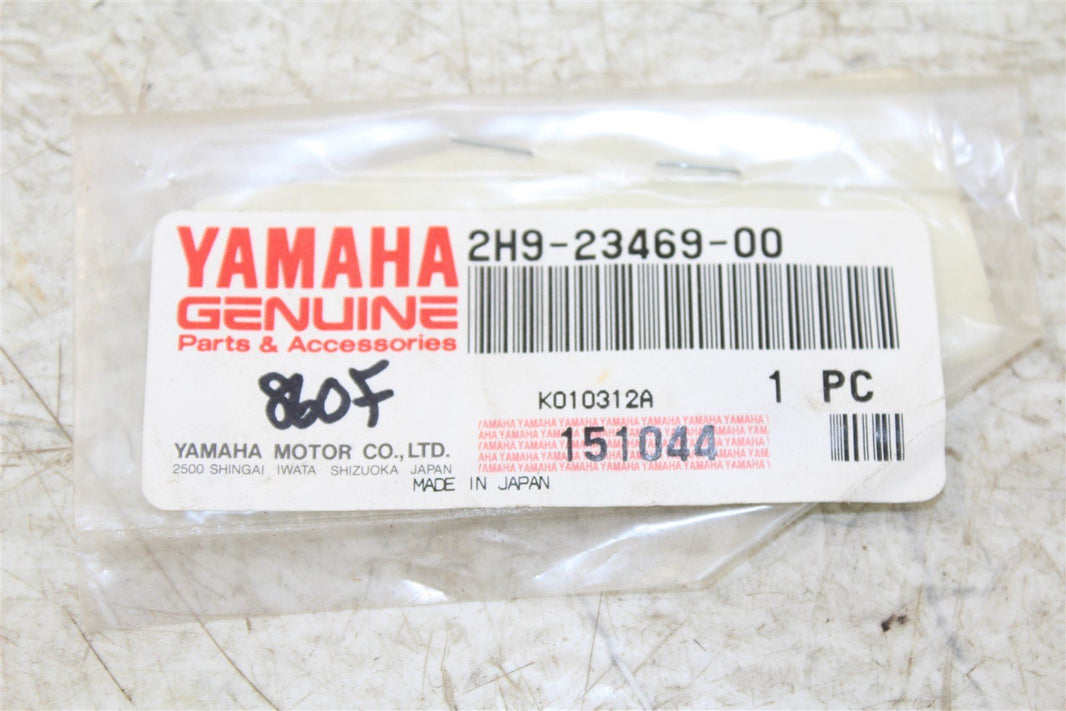 YAMAHA
GENUINE
Parts & Accessories
2H9-23469-00
860F
K010312A
1 PC
151044
YAMAHA MOTOR CO., LTD.
2500 SHINGAI IWATA SHIZUOKA JAPAN
MADE IN JAPAN